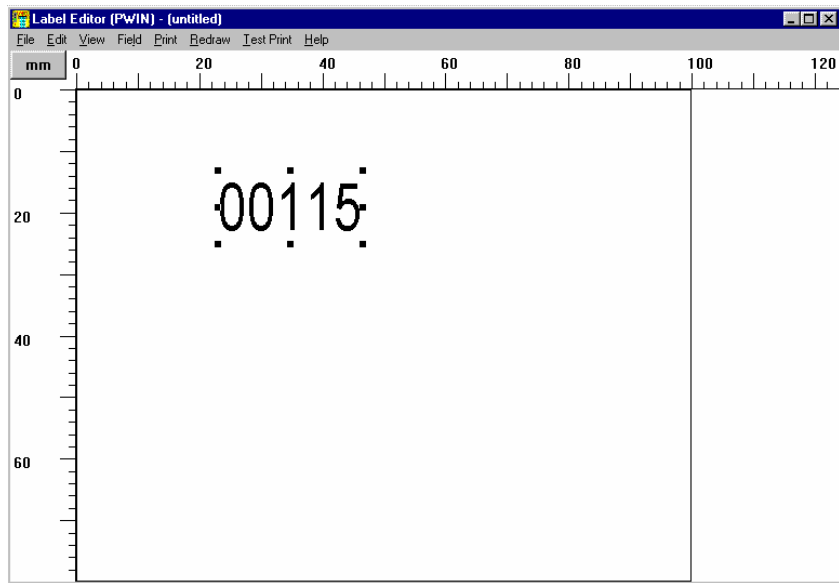 Label Editor (PWIN) - (untitled)
File Edit View Field Print Redraw Test Print Help
mm 0 20 40 60 80 100 120
0
00115
20
40
60